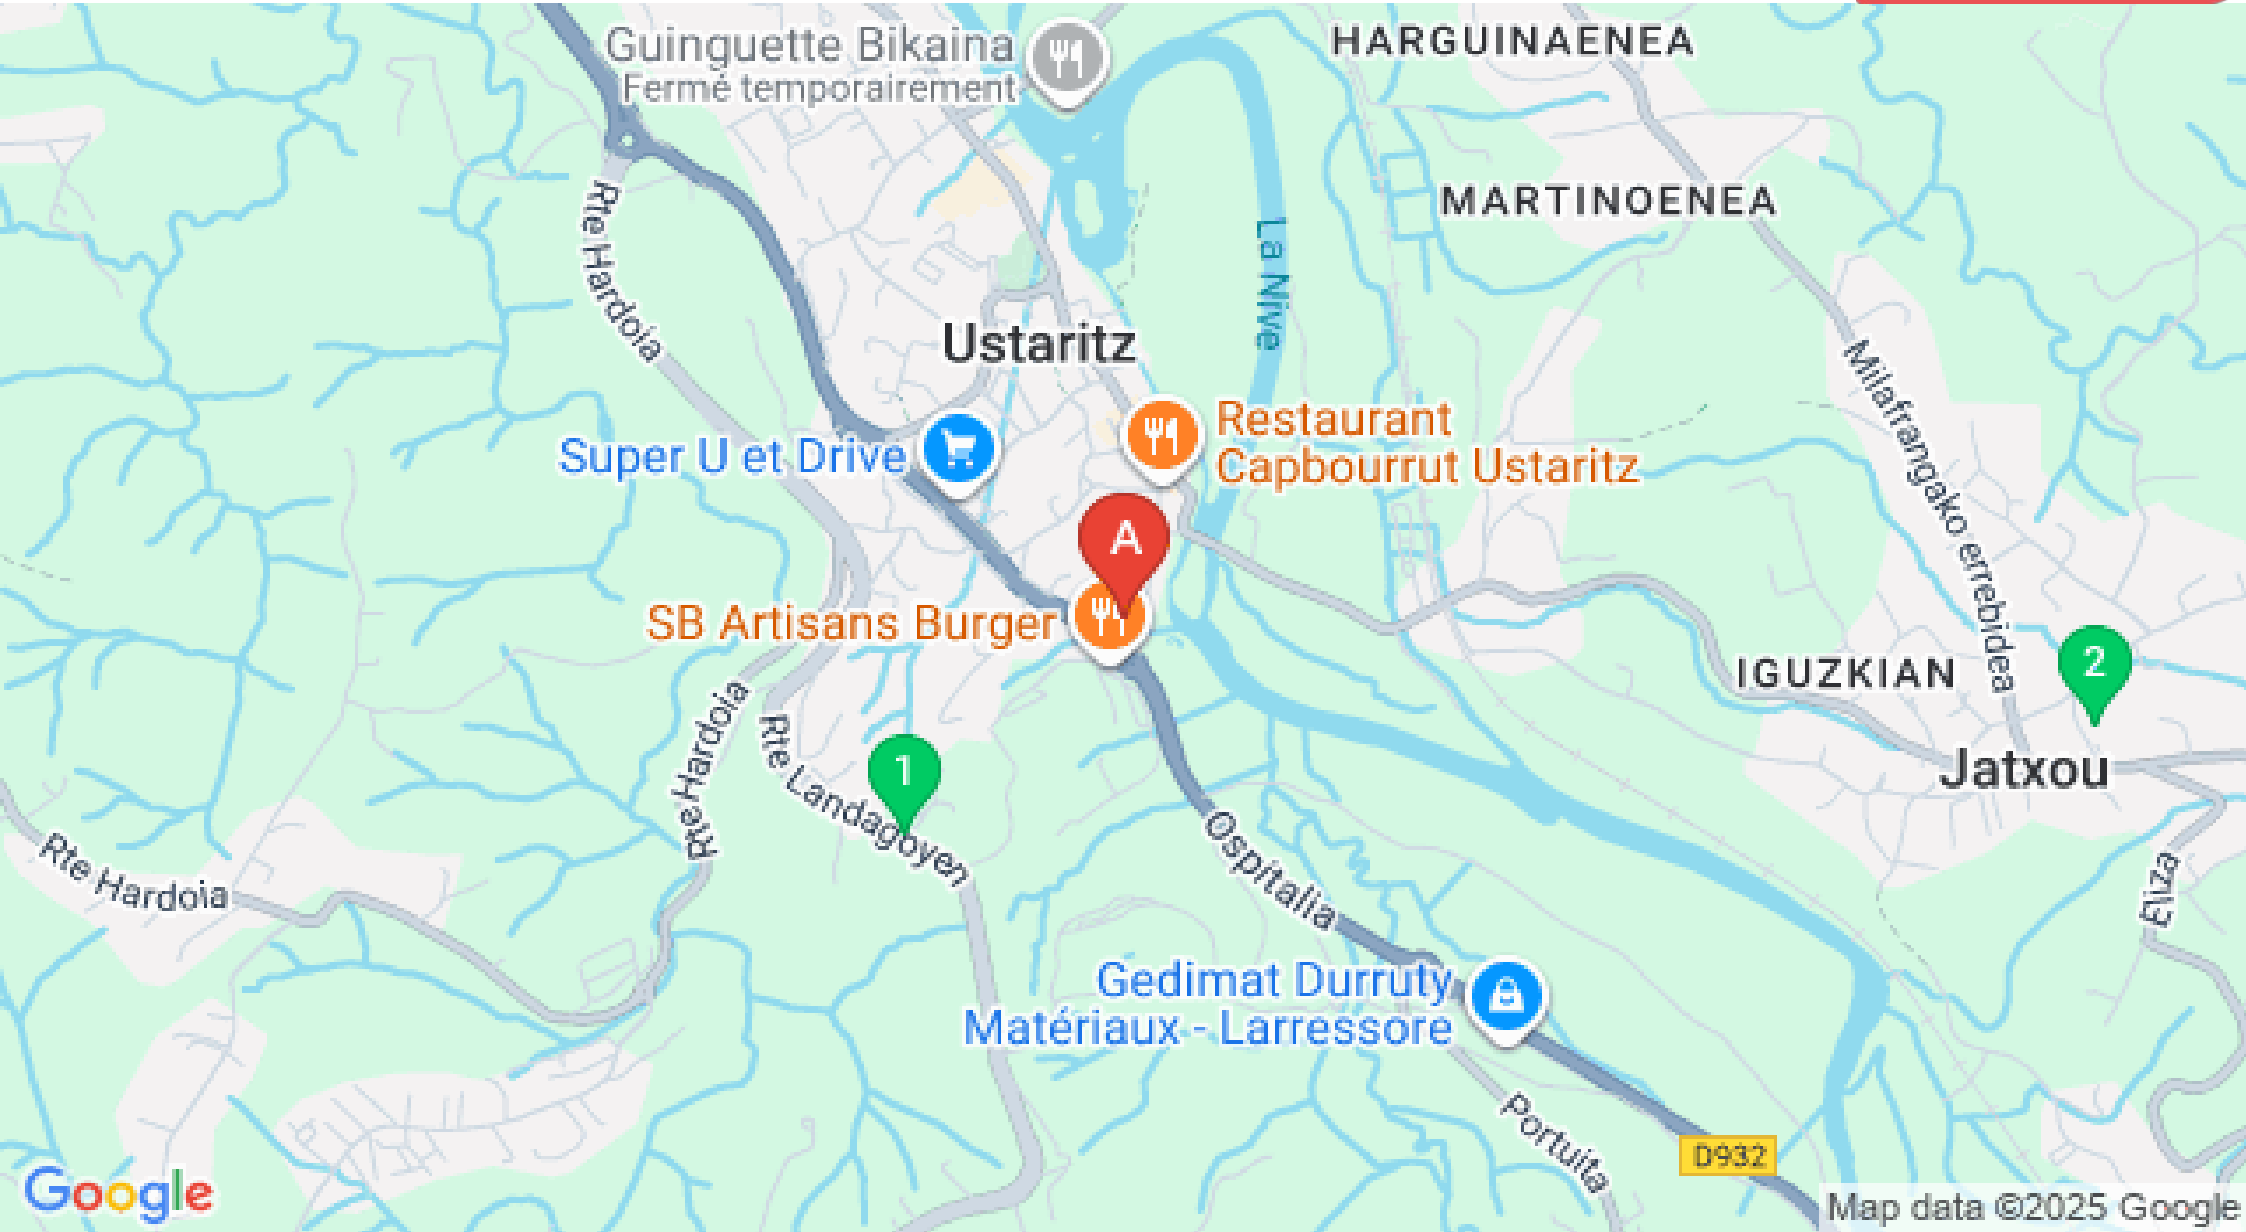 Guinguette Bikaina
Fermé temporairement
HARGUINAENEA
MARTINOENEA
Rte Hardoia
La Nive
Ustaritz
Milafrangako errebidea
Restaurant
Capbourrut Ustaritz
Super U et Drive
A
SB Artisans Burger
IGUZKIAN
2
Jatxou
Rte Hardoia
1
Rte Landagoyen
Rte Hardoia
Ospitalia
Eliza
Gedimat Durruty
Matériaux - Larressore
Portuita
D932
Google
Map data ©2025 Google